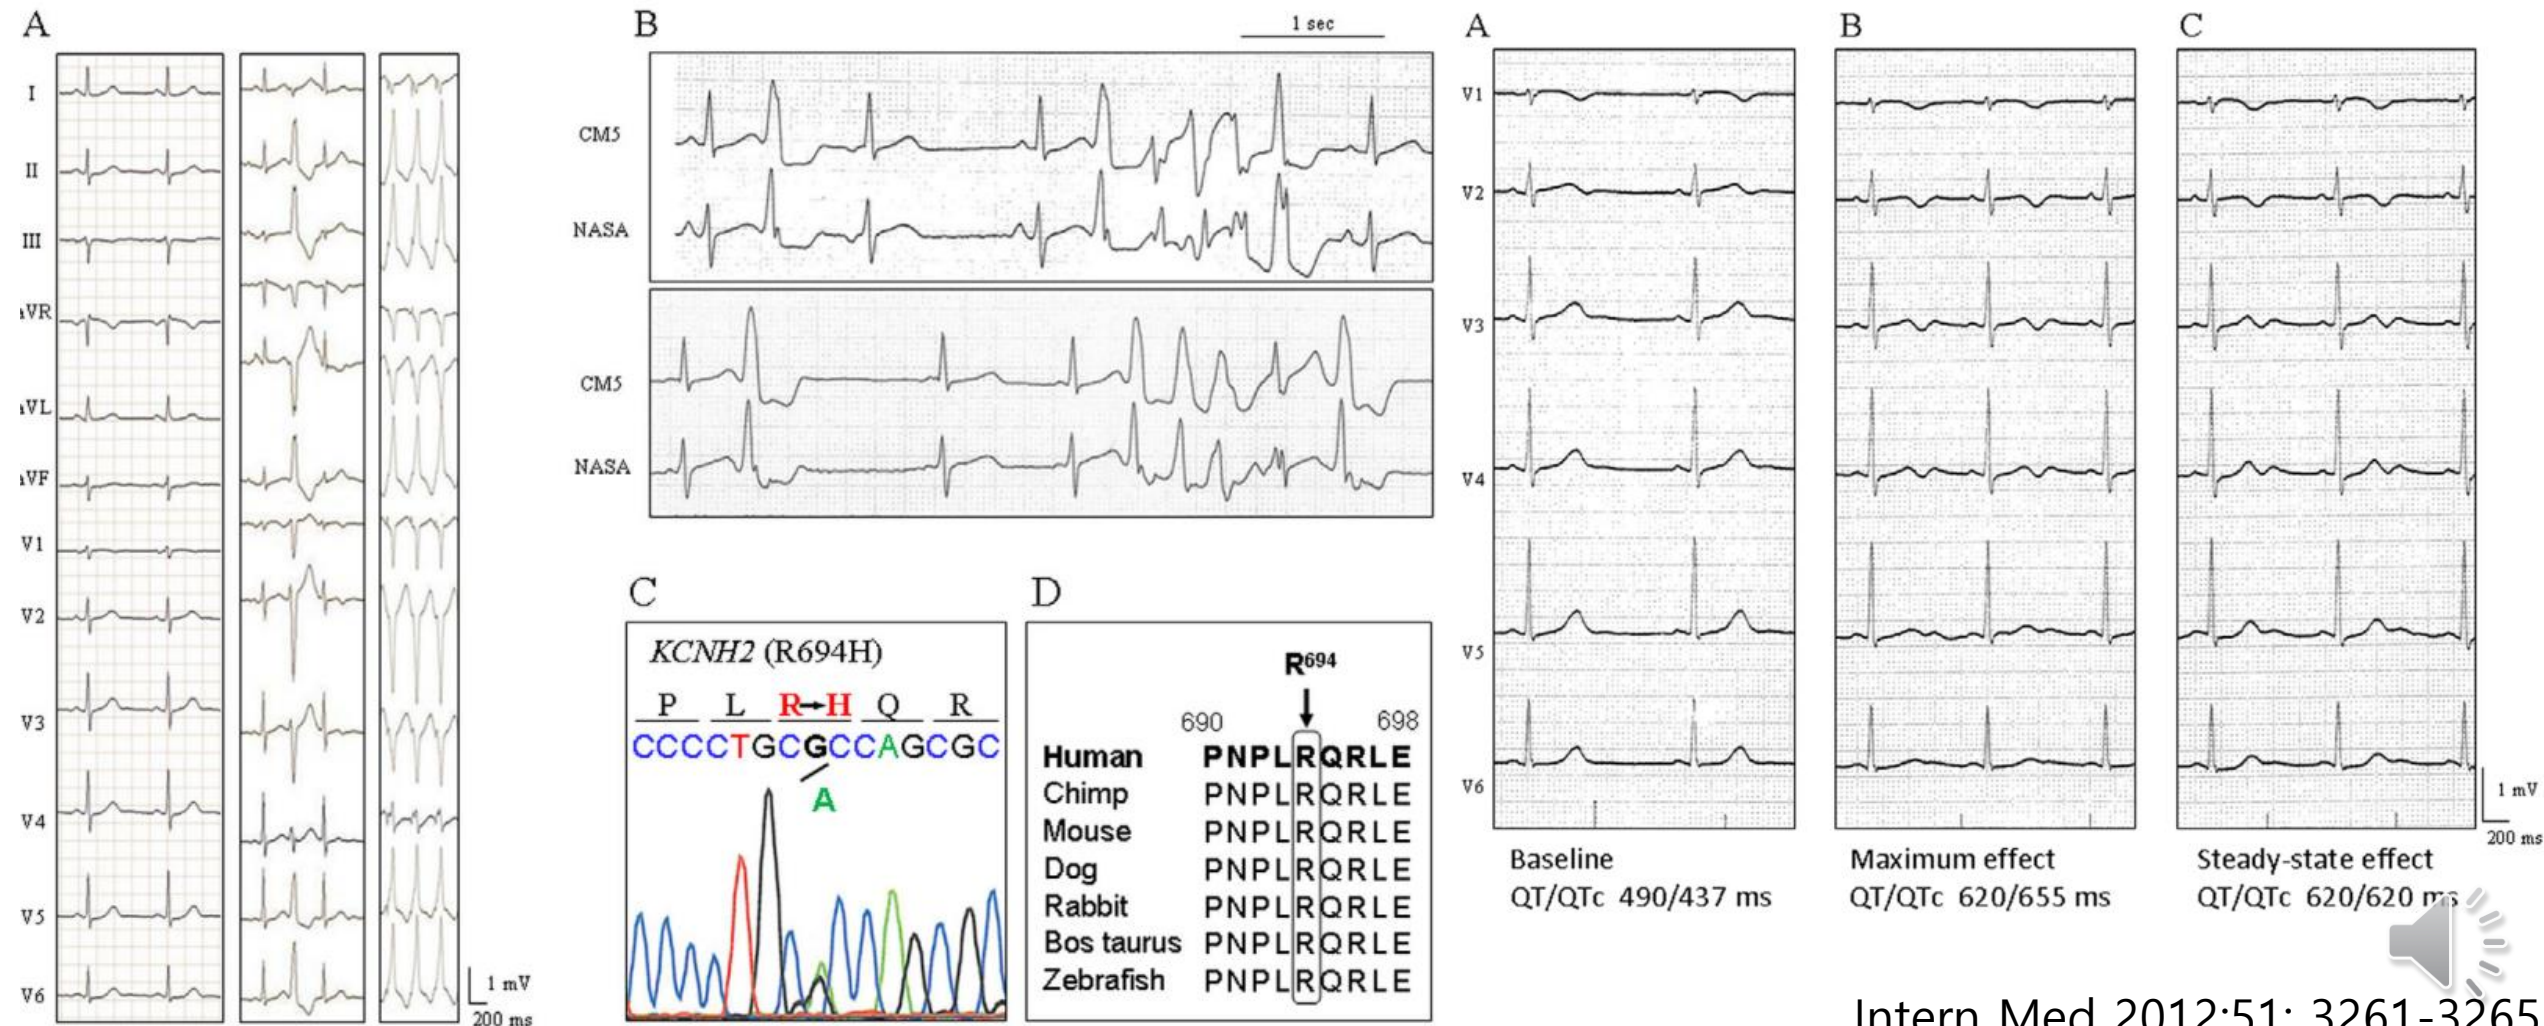 A
I
II
III
aVR
aVL
aVF
V1
V2
V3
V4
V5
V6
1 mV
200 ms
B
1 sec
CM5
NASA
CM5
NASA
C
KCNH2 (R694H)
P L R→H Q R
CCCCTGCGCCAGCGC
A
D
R694
690 698
Human PNPLRQRLE
Chimp PNPLRQRLE
Mouse PNPLRQRLE
Dog PNPLRQRLE
Rabbit PNPLRQRLE
Bos taurus PNPLRQRLE
Zebrafish PNPLRQRLE
A
V1
V2
V3
V4
V5
V6
Baseline
QT/QTc 490/437 ms
B
Maximum effect
QT/QTc 620/655 ms
C
1 mV
200 ms
Steady-state effect
QT/QTc 620/620 ms
Intern Med 2012;51: 3261-3265